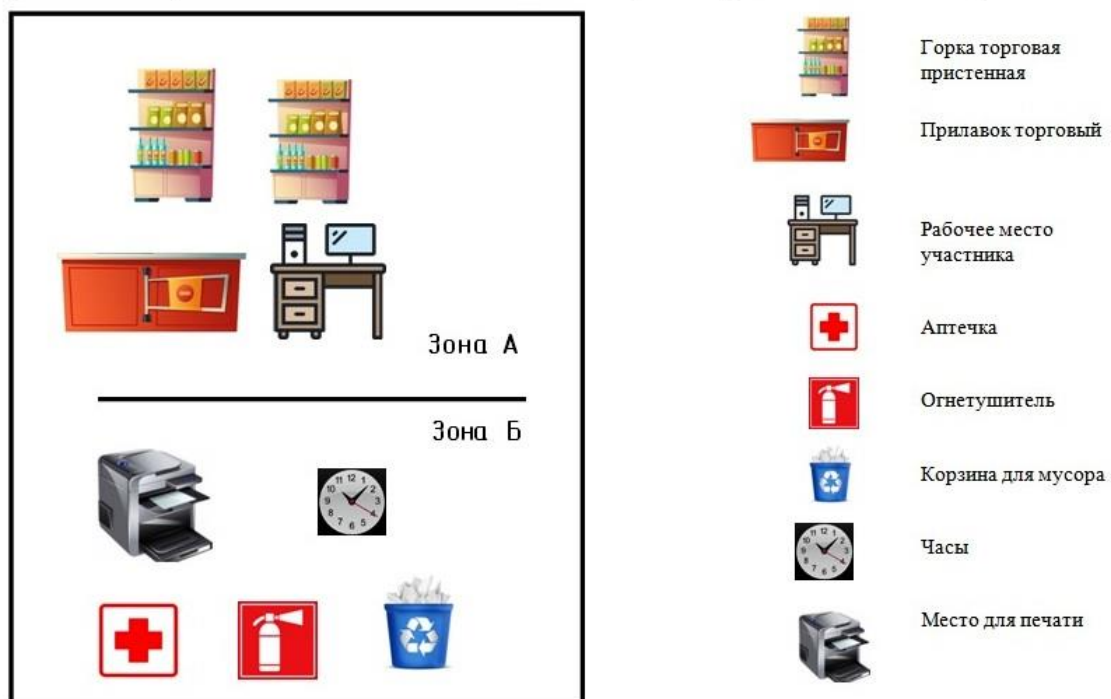 Зона А
Зона Б
Горка торговая
пристенная
Прилавок торговый
Рабочее место
участника
Аптечка
Огнетушитель
Корзина для мусора
Часы
Место для печати